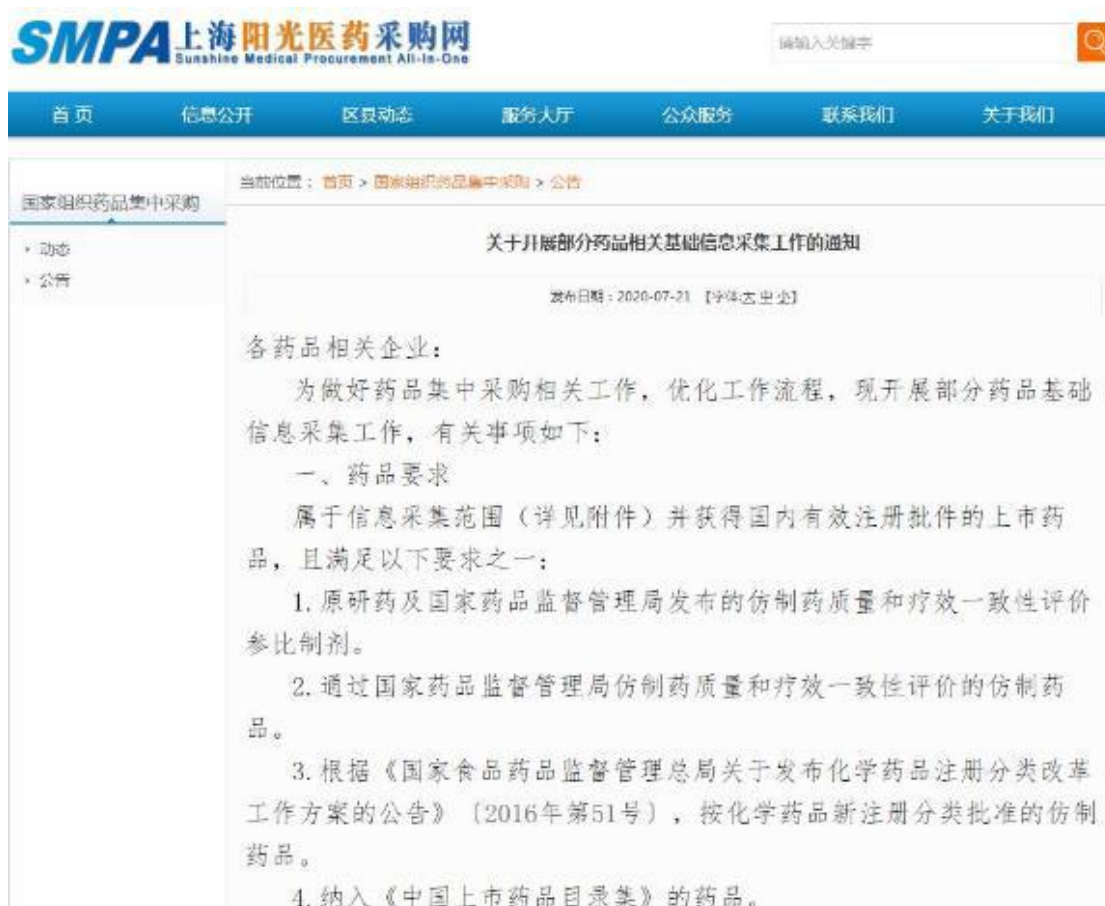 SMPA 上海阳光医药采购网
Sunshine Medical Procurement All-In-One
请输入关键字
首页 信息公开 区县动态 服务大厅 公众服务 联系我们 关于我们
当前位置：首页 > 国家组织药品集中采购 > 公告
国家组织药品集中采购
动态
公告
关于开展部分药品相关基础信息采集工作的通知
发布日期：2020-07-21 【字体:大 中 小】
各药品相关企业：
为做好药品集中采购相关工作，优化工作流程，现开展部分药品基础
信息采集工作，有关事项如下：
一、药品要求
属于信息采集范围（详见附件）并获得国内有效注册批件的上市药
品，且满足以下要求之一：
1.原研药及国家药品监督管理局发布的仿制药质量和疗效一致性评价
参比制剂。
2.通过国家药品监督管理局仿制药质量和疗效一致性评价的仿制药
品。
3.根据《国家食品药品监督管理总局关于发布化学药品注册分类改革
工作方案的公告》〔2016年第51号〕，按化学药品新注册分类批准的仿制
药品。
4.纳入《中国上市药品目录集》的药品。